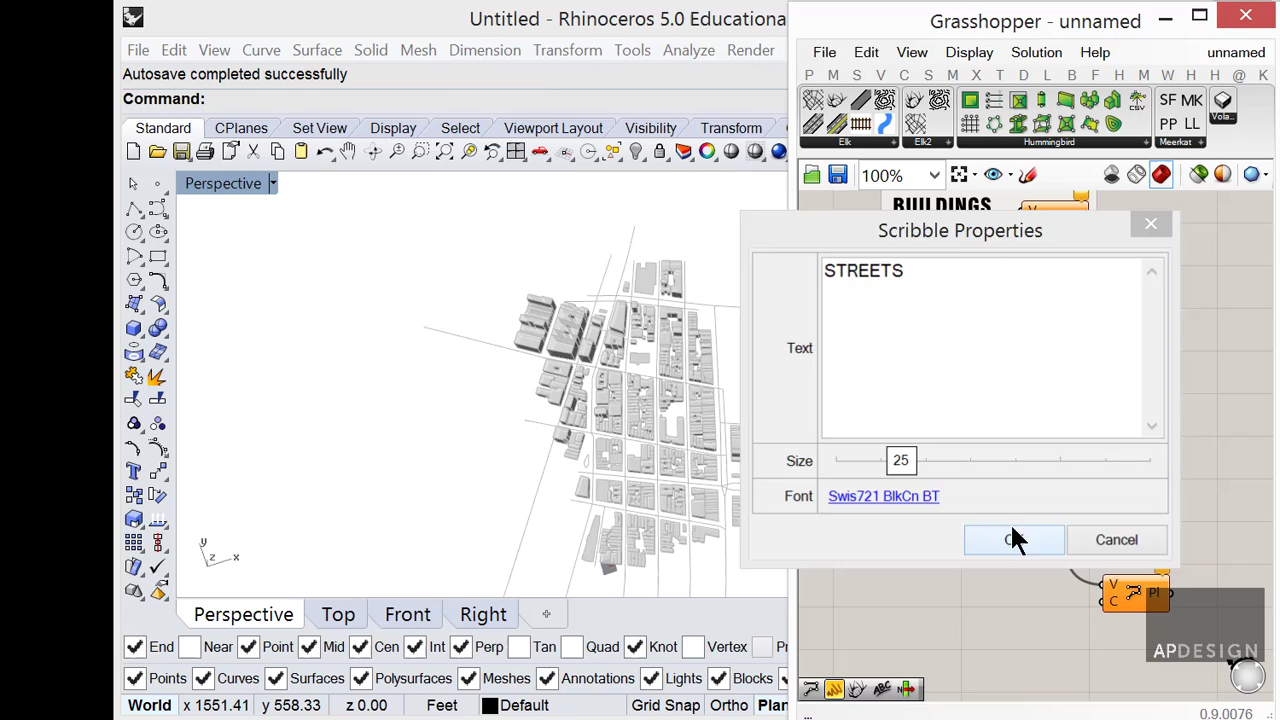 Untitled - Rhinoceros 5.0 Educationa
File Edit View Curve Surface Solid Mesh Dimension Transform Tools Analyze Render
Autosave completed successfully
Command:
Standard CPlanes Set View Display Select Viewport Layout Visibility Transform
Perspective
y
z x
Perspective Top Front Right
End Near Point Mid Cen Int Perp Tan Quad Knot Vertex
Points Curves Surfaces Polysurfaces Meshes Annotations Lights Blocks
World x 1551.41 y 558.33 z 0.00 Feet Default Grid Snap Ortho Plan
Grasshopper - unnamed
File Edit View Display Solution Help unnamed
P M S V C S M X T D L B F H M W H H @ K
SF MK
PP LL
CSV
Vola..
Elk Elk2 Hummingbird Meerkat
100%
BUILDINGS
Scribble Properties
Text
STREETS
Size 25
Font Swis721 BlkCn BT
Cancel
V
C
Pl
APDESIGN
ABC
...
0.9.0076